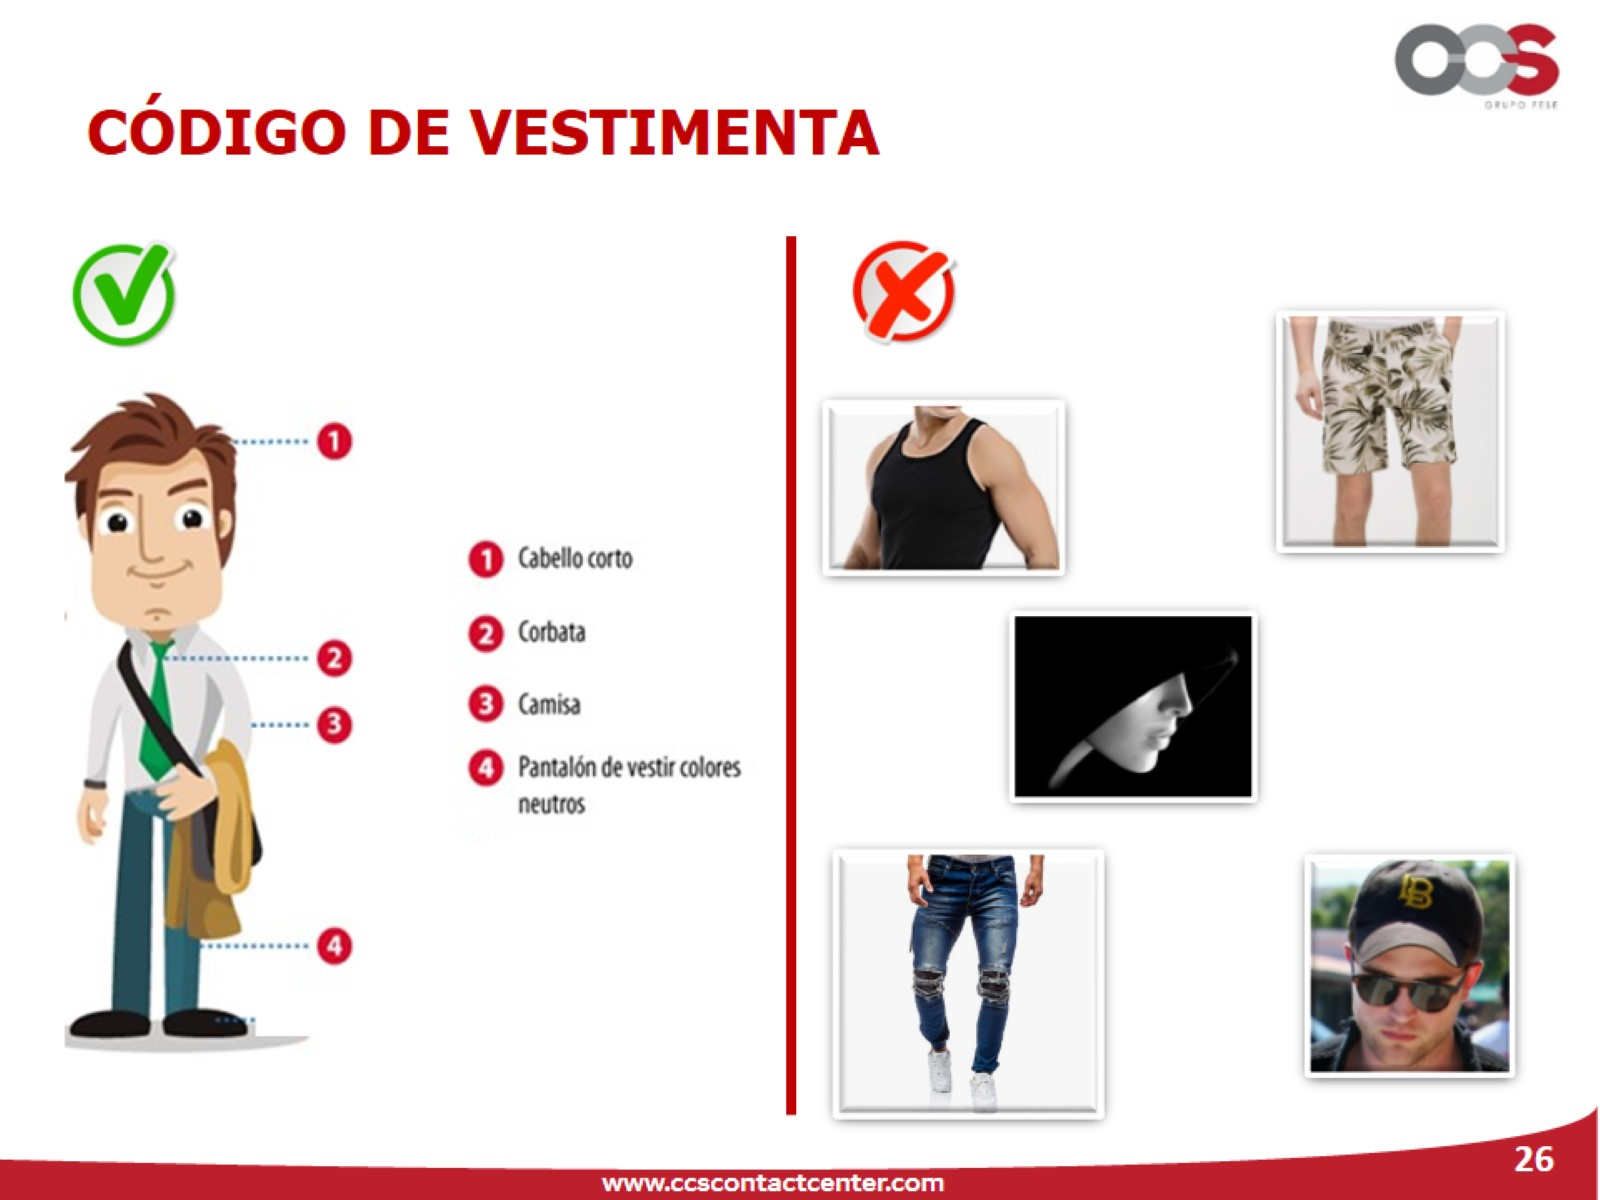 CCS
GRUPO FESE
CÓDIGO DE VESTIMENTA
1
2
3
4
1 Cabello corto
2 Corbata
3 Camisa
4 Pantalón de vestir colores
neutros
LB
26
www.ccscontactcenter.com